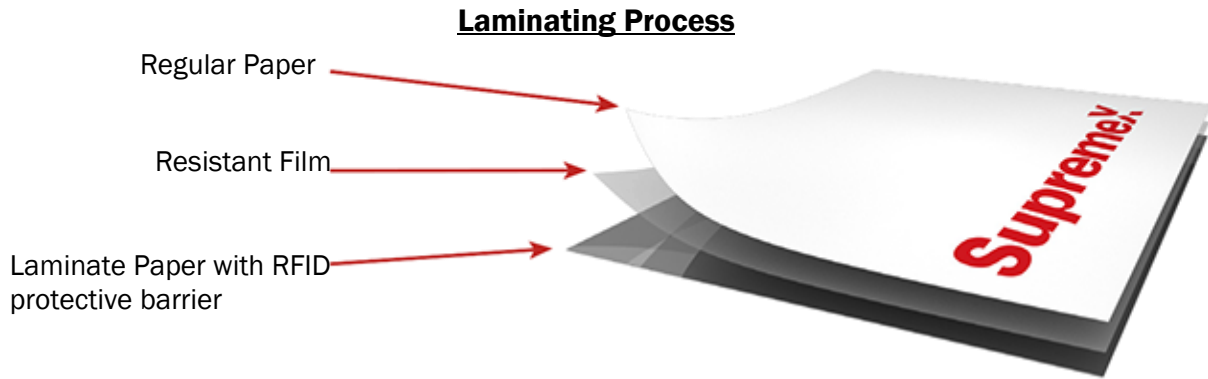 Laminating Process
Regular Paper
Resistant Film
Laminate Paper with RFID
protective barrier
Supremex